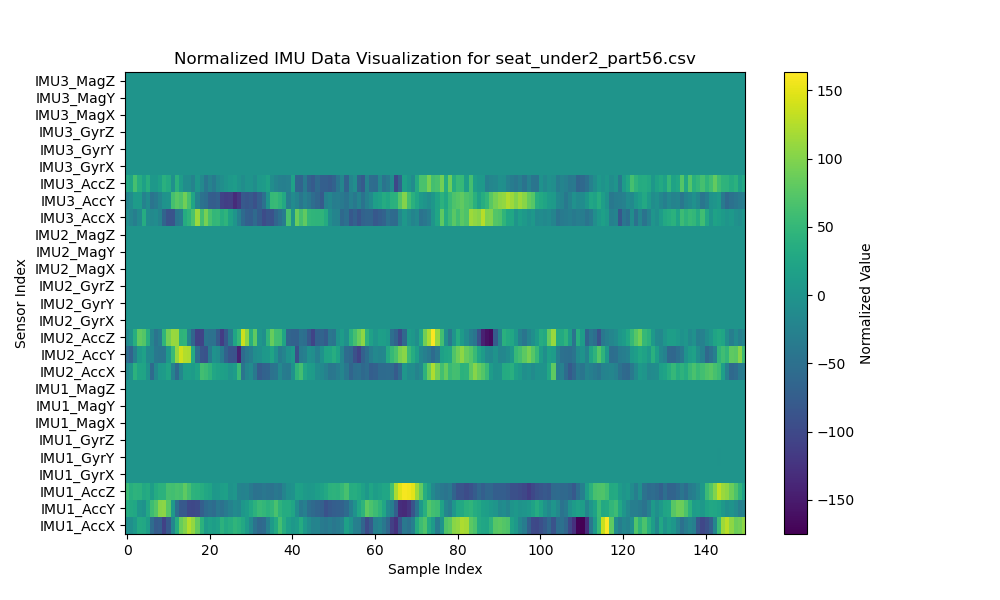 Normalized IMU Data Visualization for seat_under2_part56.csv
IMU3_MagZ
IMU3_MagY
IMU3_MagX
IMU3_GyrZ
IMU3_GyrY
IMU3_GyrX
IMU3_AccZ
IMU3_AccY
IMU3_AccX
IMU2_MagZ
IMU2_MagY
IMU2_MagX
IMU2_GyrZ
IMU2_GyrY
IMU2_GyrX
IMU2_AccZ
IMU2_AccY
IMU2_AccX
IMU1_MagZ
IMU1_MagY
IMU1_MagX
IMU1_GyrZ
IMU1_GyrY
IMU1_GyrX
IMU1_AccZ
IMU1_AccY
IMU1_AccX
Sensor Index
0 20 40 60 80 100 120 140
Sample Index
150
100
50
0
−50
−100
−150
Normalized Value